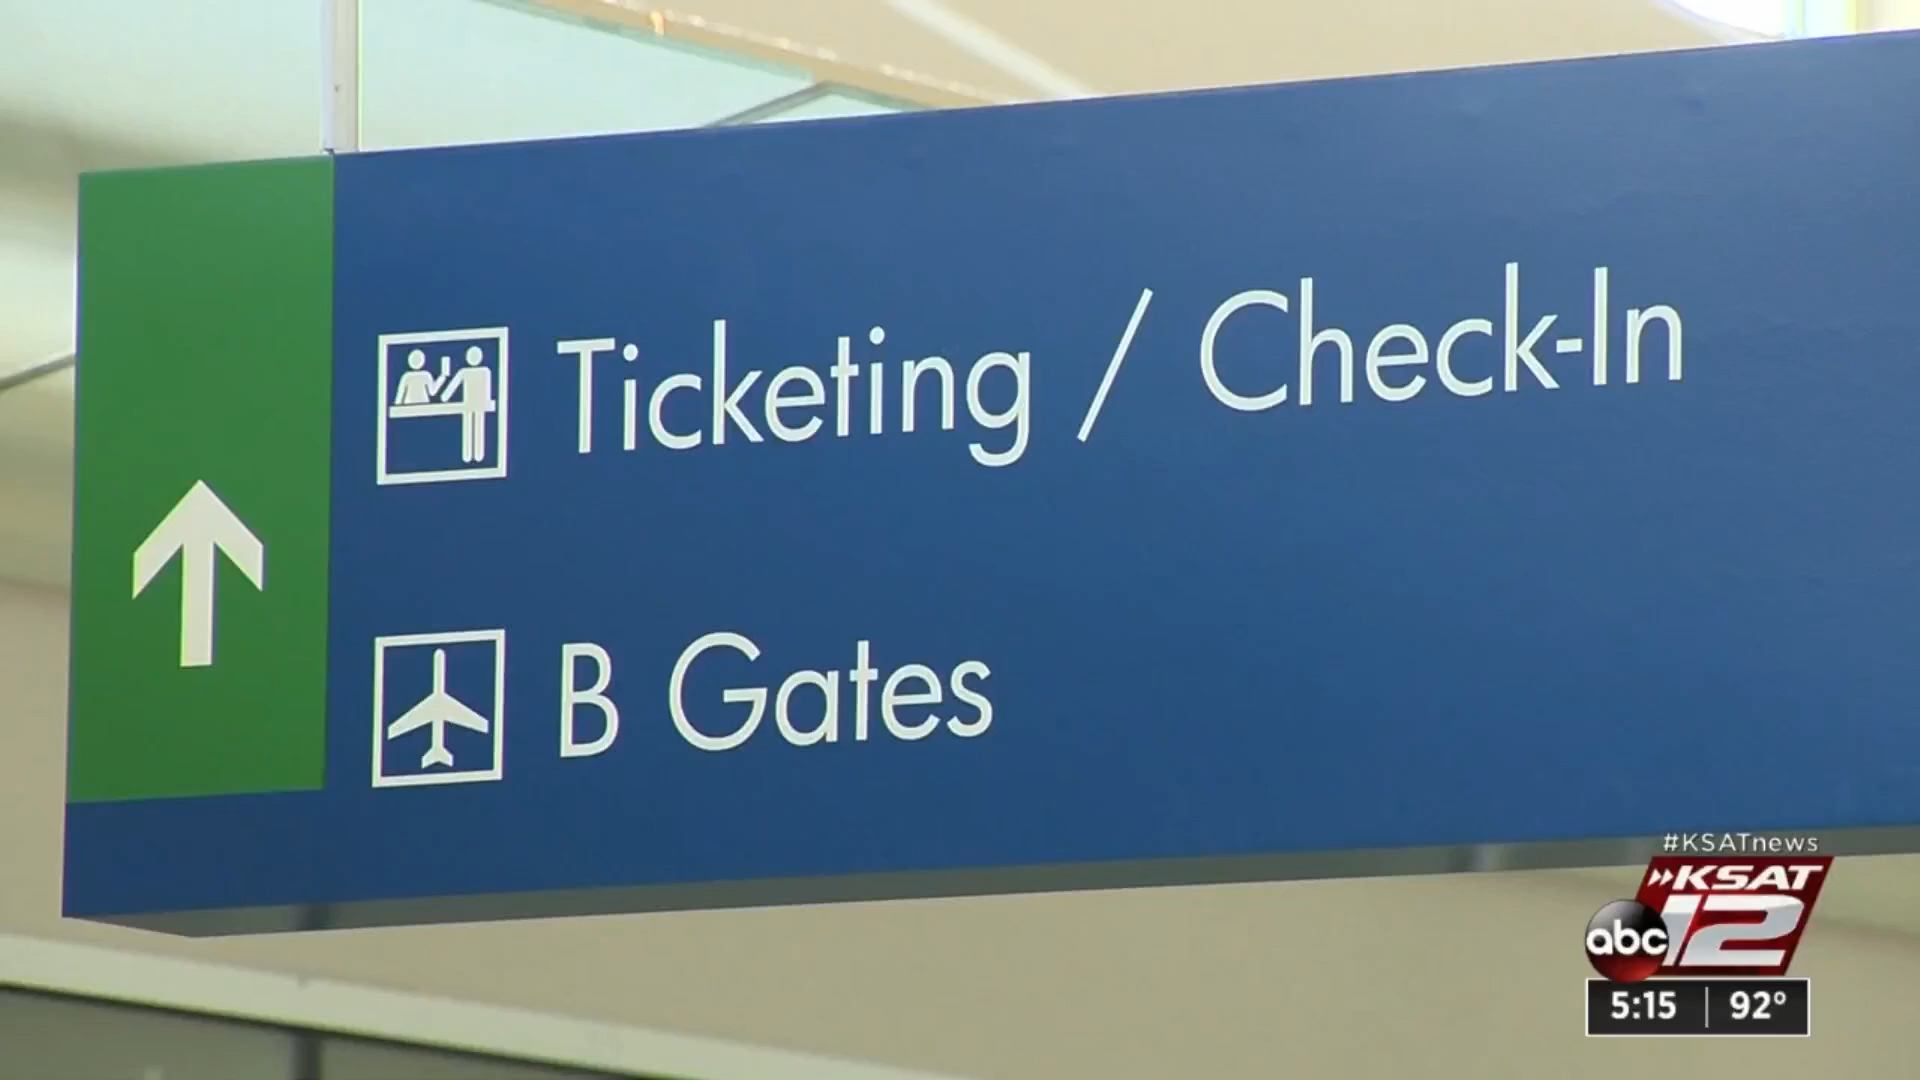 Ticketing / Check-In
B Gates
#KSATnews
KSAT
abc 12
5:15 | 92°